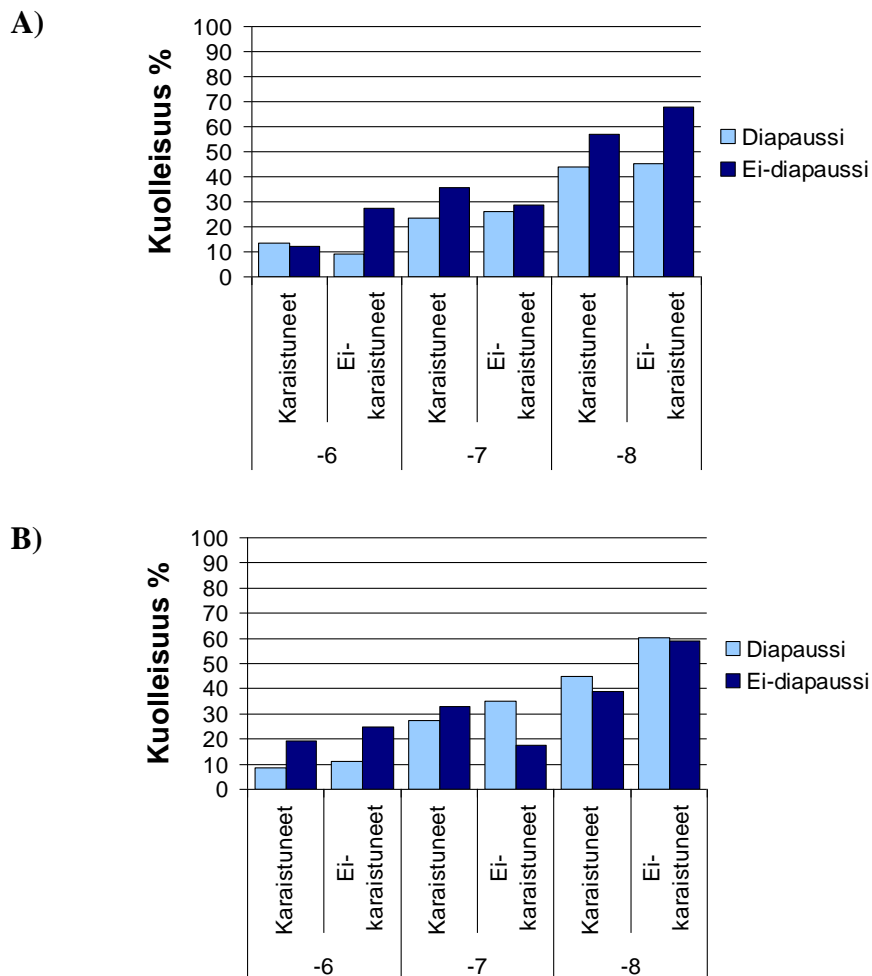 A)
Kuolleisuus %
100
90
80
70
60
50
40
30
20
10
0
Karaistuneet
Ei-
karaistuneet
Karaistuneet
Ei-
karaistuneet
Karaistuneet
Ei-
karaistuneet
-6
-7
-8
Diapaussi
Ei-diapaussi
B)
Kuolleisuus %
100
90
80
70
60
50
40
30
20
10
0
Karaistuneet
Ei-
karaistuneet
Karaistuneet
Ei-
karaistuneet
Karaistuneet
Ei-
karaistuneet
-6
-7
-8
Diapaussi
Ei-diapaussi